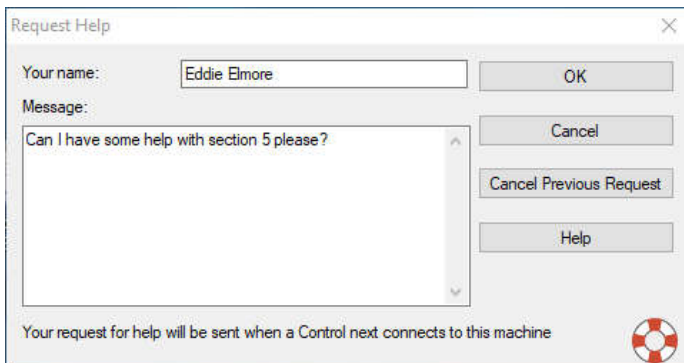 Request Help
Your name:
Eddie Elmore
OK
Message:
Can I have some help with section 5 please?
Cancel
Cancel Previous Request
Help
Your request for help will be sent when a Control next connects to this machine